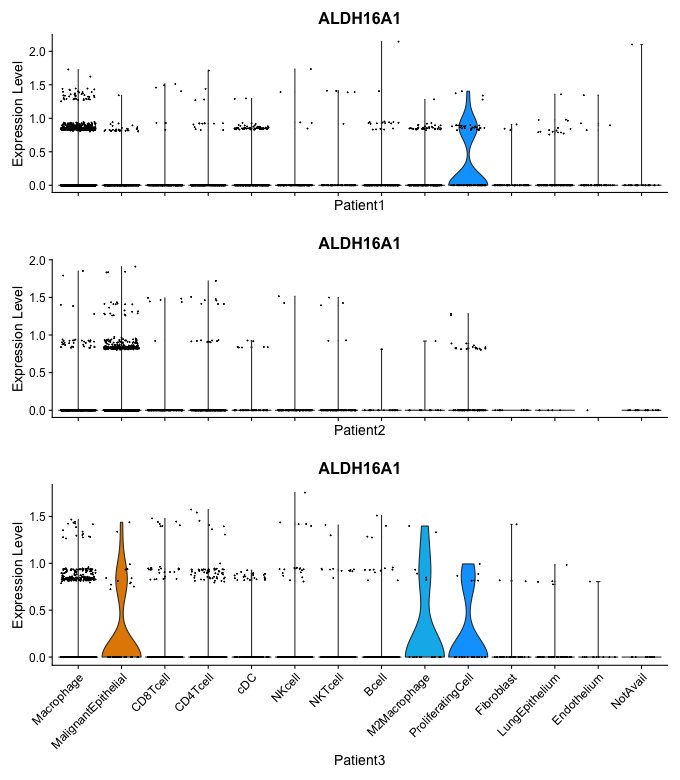 ALDH16A1
Expression Level
2.0
1.5
1.0
0.5
0.0
Patient1
ALDH16A1
Expression Level
2.0
1.5
1.0
0.5
0.0
Patient2
ALDH16A1
Expression Level
1.5
1.0
0.5
0.0
Macrophage
MalignantEpithelial
CD8Tcell
CD4Tcell
cDC
NKcell
NKTcell
Bcell
M2Macrophage
ProliferatingCell
Fibroblast
LungEpithelium
Endothelium
NotAvail
Patient3